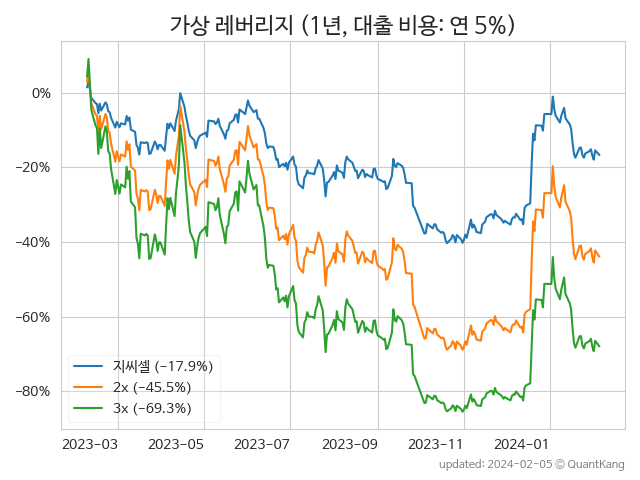 가상 레버리지 (1년, 대출 비용: 연 5%)
0%
−20%
−40%
−60%
−80%
지씨셀 (−17.9%)
2x (−45.5%)
3x (−69.3%)
2023−03 2023−05 2023−07 2023−09 2023−11 2024−01
updated: 2024−02−05 © QuantKang